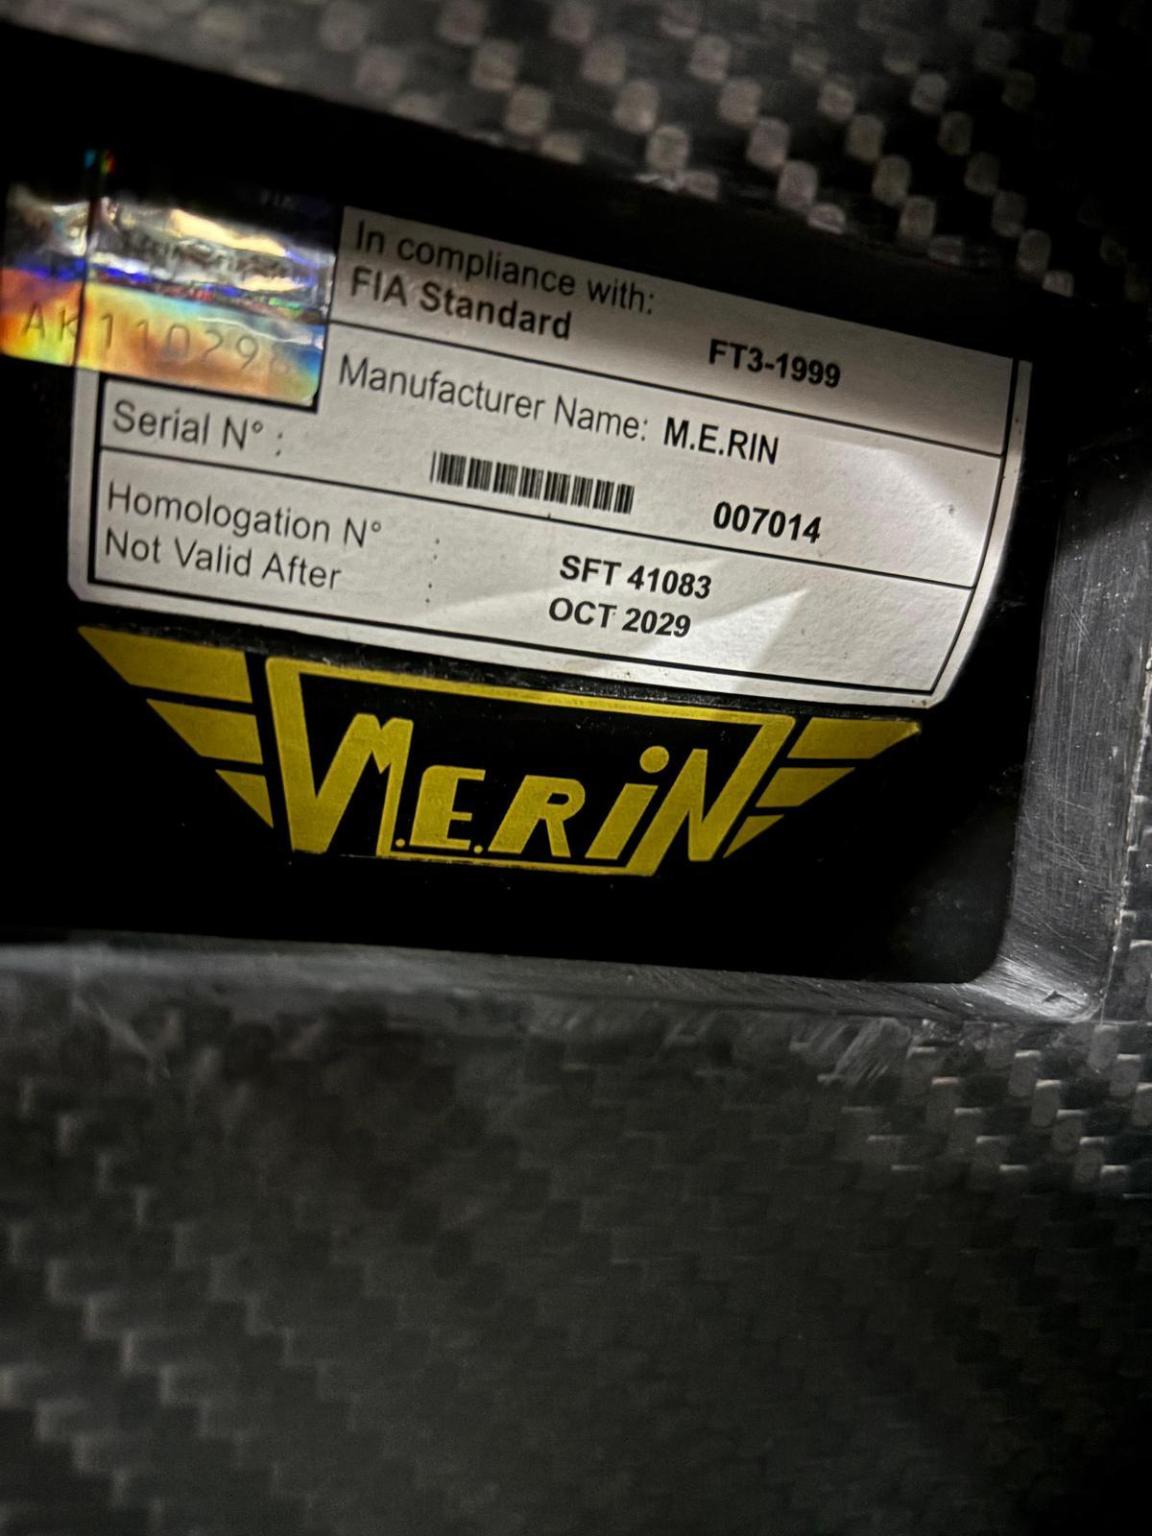 In compliance with:
FIA Standard FT3-1999
Manufacturer Name: M.E.RIN
Serial N° : 007014
Homologation N° : SFT 41083
Not Valid After : OCT 2029
M.E.RiN